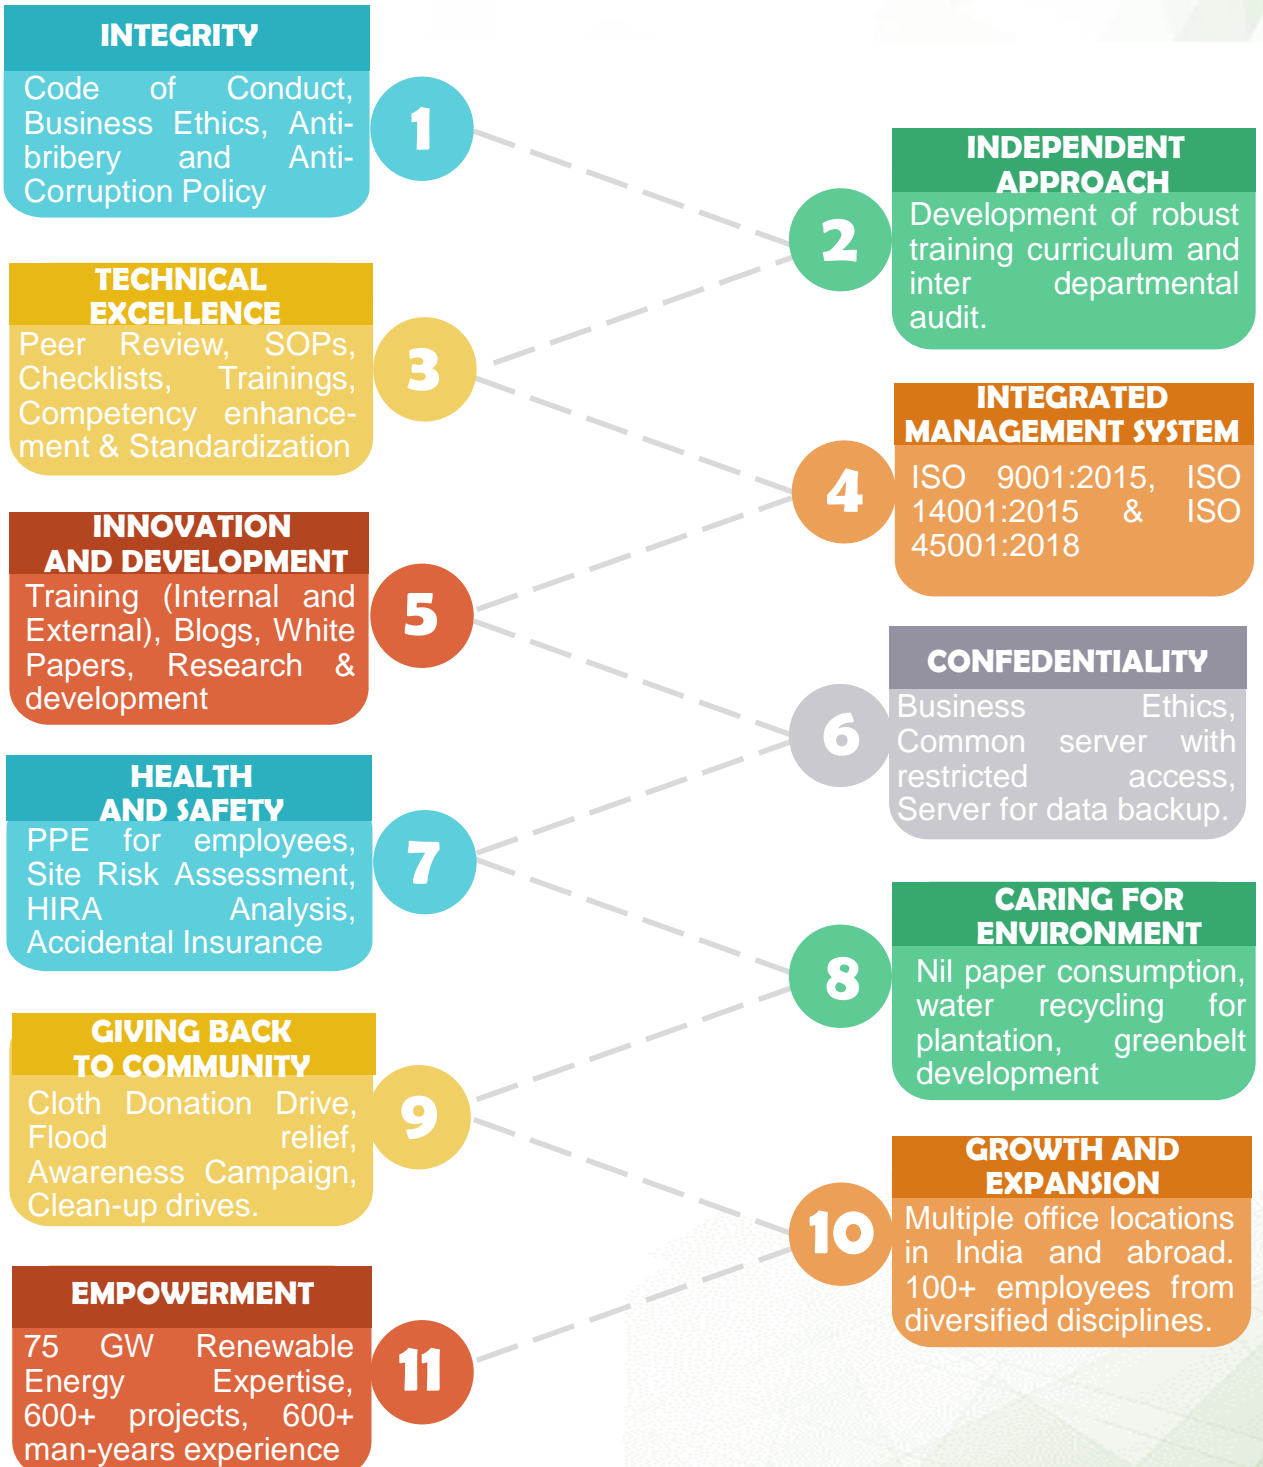 INTEGRITY
Code of Conduct,
Business Ethics, Anti-
bribery and Anti-
Corruption Policy
1
INDEPENDENT
APPROACH
Development of robust
training curriculum and
inter departmental
audit.
2
TECHNICAL
EXCELLENCE
Peer Review, SOPs,
Checklists, Trainings,
Competency enhance-
ment & Standardization
3
INTEGRATED
MANAGEMENT SYSTEM
ISO 9001:2015, ISO
14001:2015 & ISO
45001:2018
4
INNOVATION
AND DEVELOPMENT
Training (Internal and
External), Blogs, White
Papers, Research &
development
5
CONFEDENTIALITY
Business Ethics,
Common server with
restricted access,
Server for data backup.
6
HEALTH
AND SAFETY
PPE for employees,
Site Risk Assessment,
HIRA Analysis,
Accidental Insurance
7
CARING FOR
ENVIRONMENT
Nil paper consumption,
water recycling for
plantation, greenbelt
development
8
GIVING BACK
TO COMMUNITY
Cloth Donation Drive,
Flood relief,
Awareness Campaign,
Clean-up drives.
9
GROWTH AND
EXPANSION
Multiple office locations
in India and abroad.
100+ employees from
diversified disciplines.
10
EMPOWERMENT
75 GW Renewable
Energy Expertise,
600+ projects, 600+
man-years experience
11